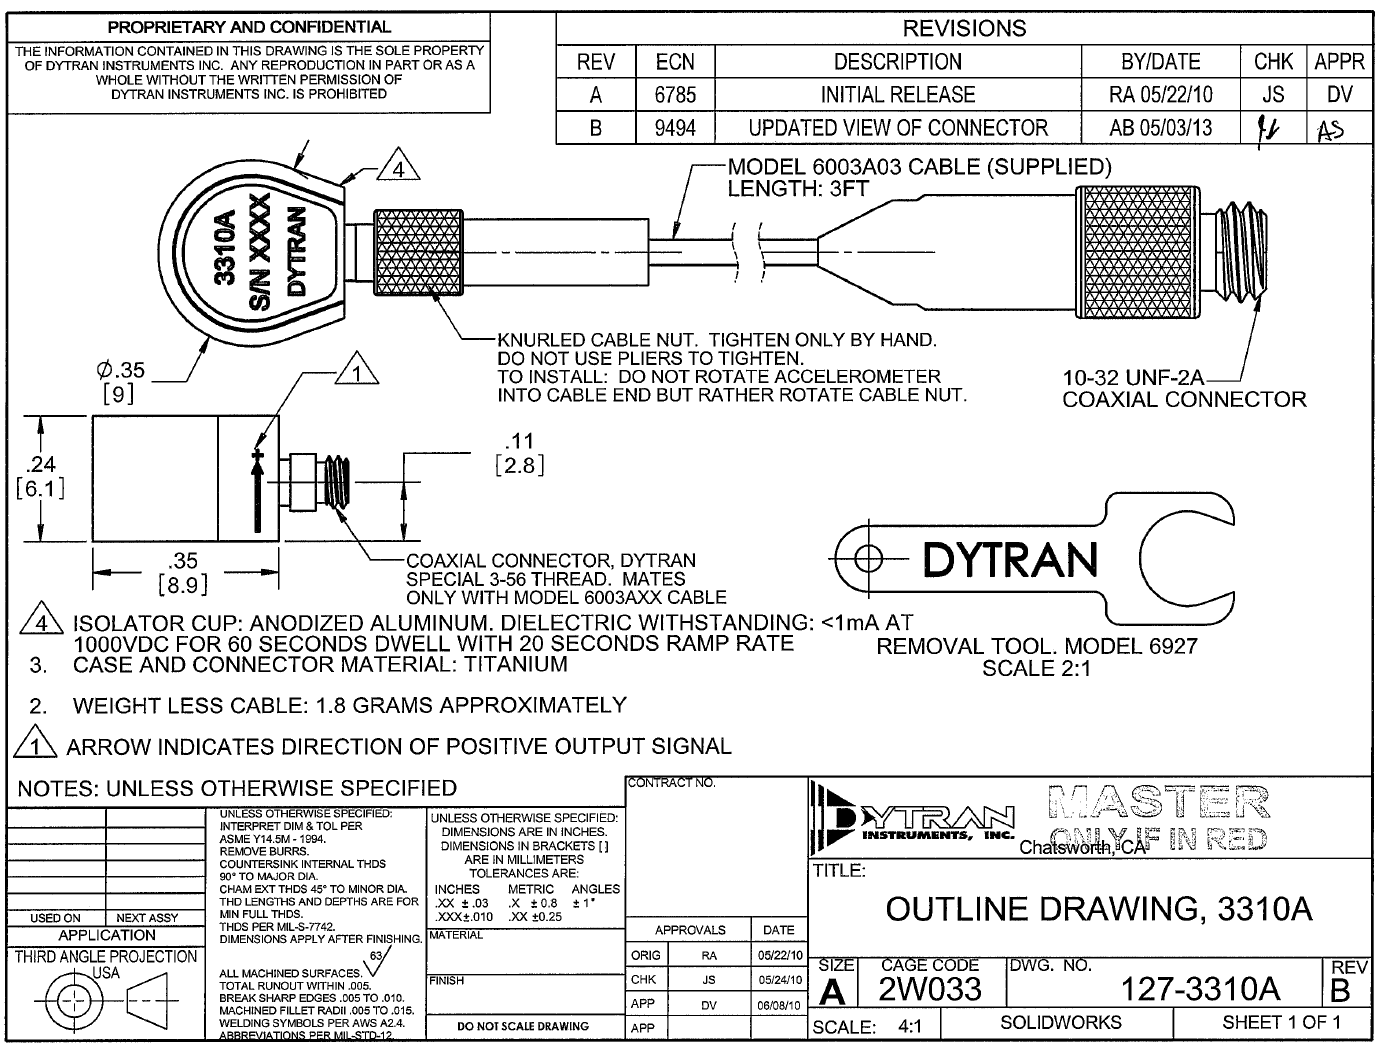 PROPRIETARY AND CONFIDENTIAL
THE INFORMATION CONTAINED IN THIS DRAWING IS THE SOLE PROPERTY
OF DYTRAN INSTRUMENTS INC. ANY REPRODUCTION IN PART OR AS A
WHOLE WITHOUT THE WRITTEN PERMISSION OF
DYTRAN INSTRUMENTS INC. IS PROHIBITED
REVISIONS
REV ECN DESCRIPTION BY/DATE CHK APPR
A 6785 INITIAL RELEASE RA 05/22/10 JS DV
B 9494 UPDATED VIEW OF CONNECTOR AB 05/03/13 AS
4
MODEL 6003A03 CABLE (SUPPLIED)
LENGTH: 3FT
3310A
S/N XXXX
DYTRAN
KNURLED CABLE NUT. TIGHTEN ONLY BY HAND.
DO NOT USE PLIERS TO TIGHTEN.
TO INSTALL: DO NOT ROTATE ACCELEROMETER
INTO CABLE END BUT RATHER ROTATE CABLE NUT.
10-32 UNF-2A
COAXIAL CONNECTOR
Ø.35
[9]
1
.24
[6.1]
+
.11
[2.8]
.35
[8.9]
COAXIAL CONNECTOR, DYTRAN
SPECIAL 3-56 THREAD. MATES
ONLY WITH MODEL 6003AXX CABLE
DYTRAN
REMOVAL TOOL. MODEL 6927
SCALE 2:1
4 ISOLATOR CUP: ANODIZED ALUMINUM. DIELECTRIC WITHSTANDING: <1mA AT
1000VDC FOR 60 SECONDS DWELL WITH 20 SECONDS RAMP RATE
3. CASE AND CONNECTOR MATERIAL: TITANIUM
2. WEIGHT LESS CABLE: 1.8 GRAMS APPROXIMATELY
1 ARROW INDICATES DIRECTION OF POSITIVE OUTPUT SIGNAL
NOTES: UNLESS OTHERWISE SPECIFIED
USED ON NEXT ASSY
APPLICATION
THIRD ANGLE PROJECTION
USA
UNLESS OTHERWISE SPECIFIED:
INTERPRET DIM & TOL PER
ASME Y14.5M - 1994.
REMOVE BURRS.
COUNTERSINK INTERNAL THDS
90° TO MAJOR DIA.
CHAM EXT THDS 45° TO MINOR DIA.
THD LENGTHS AND DEPTHS ARE FOR
MIN FULL THDS.
THDS PER MIL-S-7742.
DIMENSIONS APPLY AFTER FINISHING.
63
ALL MACHINED SURFACES.
TOTAL RUNOUT WITHIN .005.
BREAK SHARP EDGES .005 TO .010.
MACHINED FILLET RADII .005 TO .015.
WELDING SYMBOLS PER AWS A2.4.
ABBREVIATIONS PER MIL-STD-12.
UNLESS OTHERWISE SPECIFIED:
DIMENSIONS ARE IN INCHES.
DIMENSIONS IN BRACKETS [ ]
ARE IN MILLIMETERS
TOLERANCES ARE:
INCHES METRIC ANGLES
.XX ± .03 .X ± 0.8 ± 1°
.XXX±.010 .XX ±0.25
MATERIAL
FINISH
DO NOT SCALE DRAWING
CONTRACT NO.
APPROVALS DATE
ORIG RA 05/22/10
CHK JS 05/24/10
APP DV 06/08/10
APP
DYTRAN
INSTRUMENTS, INC.
Chatsworth, CA
MASTER
ONLY IF IN RED
TITLE:
OUTLINE DRAWING, 3310A
SIZE A
CAGE CODE 2W033
DWG. NO. 127-3310A
REV B
SCALE: 4:1 SOLIDWORKS SHEET 1 OF 1